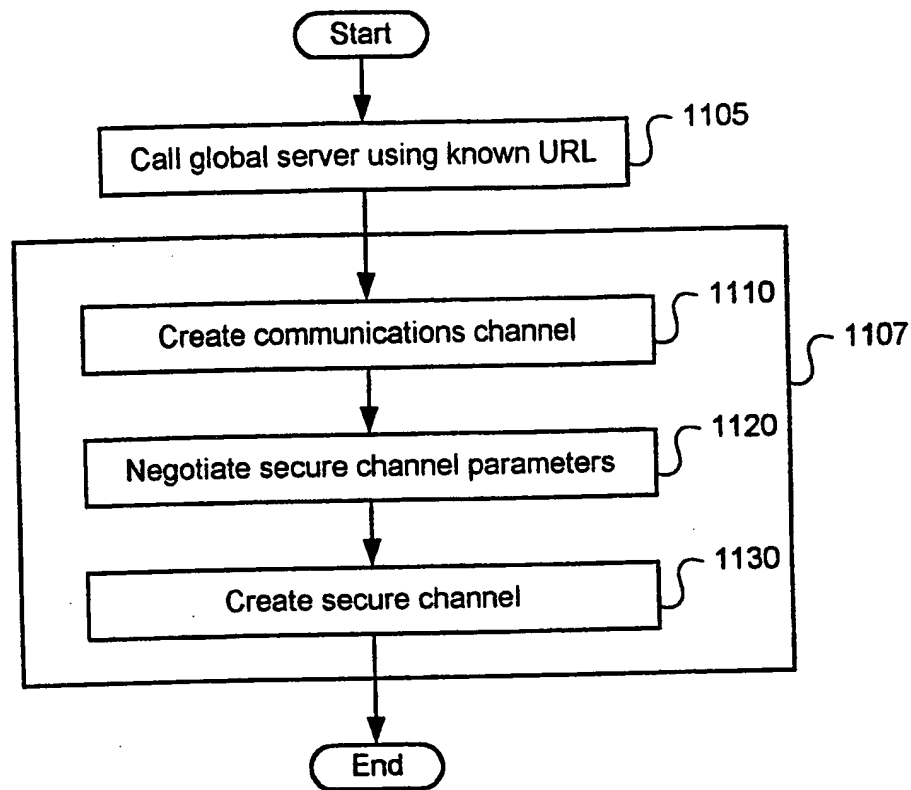 Start
Call global server using known URL
1105
Create communications channel
1110
1107
Negotiate secure channel parameters
1120
Create secure channel
1130
End